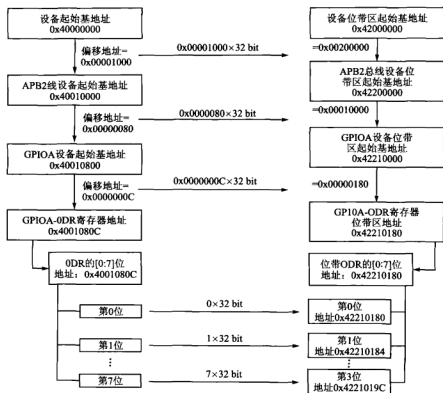 设备起始基地址
0x40000000
设备位带区起始基地址
0x42000000
偏移地址=
0x00001000
0x00001000×32 bit
=0x00200000
APB2线设备起始基地址
40010000
APB2总线设备位
带区起始基地址
42200000
偏移地址=
0x00000080
0x0000080×32 bit
=0x00010000
GPIOA设备起始基地址
40010800
GPIOA设备位带
区起始基地址
42210000
偏移地址=
0x0000000C
0x0000000C×32 bit
=0x00000180
GPIOA-0DR寄存器地址
4001080C
GP10A-ODR寄存器
位带区地址
42210180
0DR的[0:7]位
地址：0x4001080C
位带ODR的[0:7]位
地址：0x42210180
第0位
0×32 bit
第0位
地址0x42210180
第1位
1×32 bit
第1位
地址0x42210184
⋮
⋮
第7位
7×32 bit
第3位
地址0x4221019C